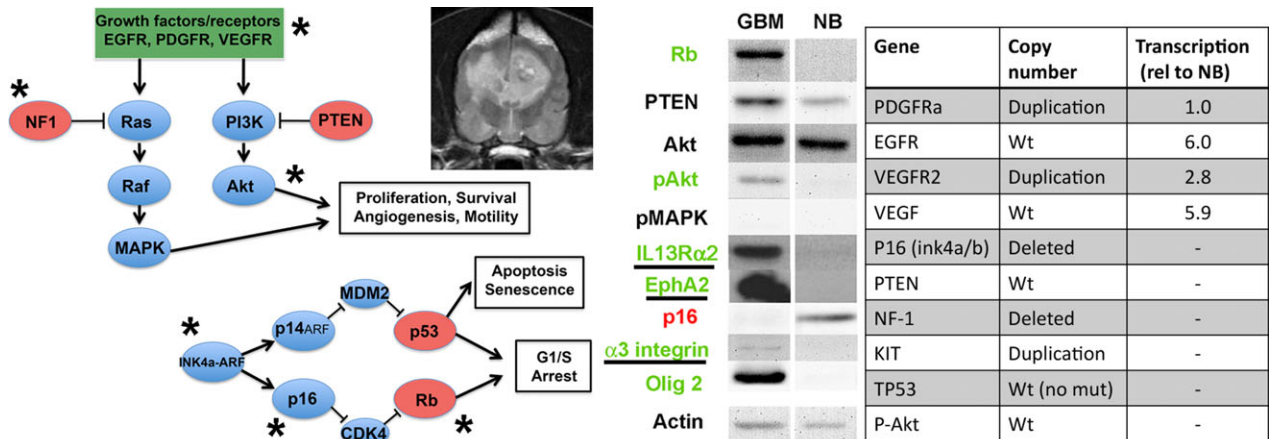 Growth factors/receptors
EGFR, PDGFR, VEGFR
*
*
NF1
Ras
PI3K
PTEN
Raf
Akt
*
MAPK
Proliferation, Survival
Angiogenesis, Motility
MDM2
Apoptosis
Senescence
*
p14ARF
p53
INK4a-ARF
G1/S
Arrest
p16
Rb
*
*
CDK4
GBM NB
Rb
PTEN
Akt
pAkt
pMAPK
IL13Rα2
EphA2
p16
α3 integrin
Olig 2
Actin
Gene Copy number Transcription (rel to NB)
PDGFRa Duplication 1.0
EGFR Wt 6.0
VEGFR2 Duplication 2.8
VEGF Wt 5.9
P16 (ink4a/b) Deleted -
PTEN Wt -
NF-1 Deleted -
KIT Duplication -
TP53 Wt (no mut) -
P-Akt Wt -